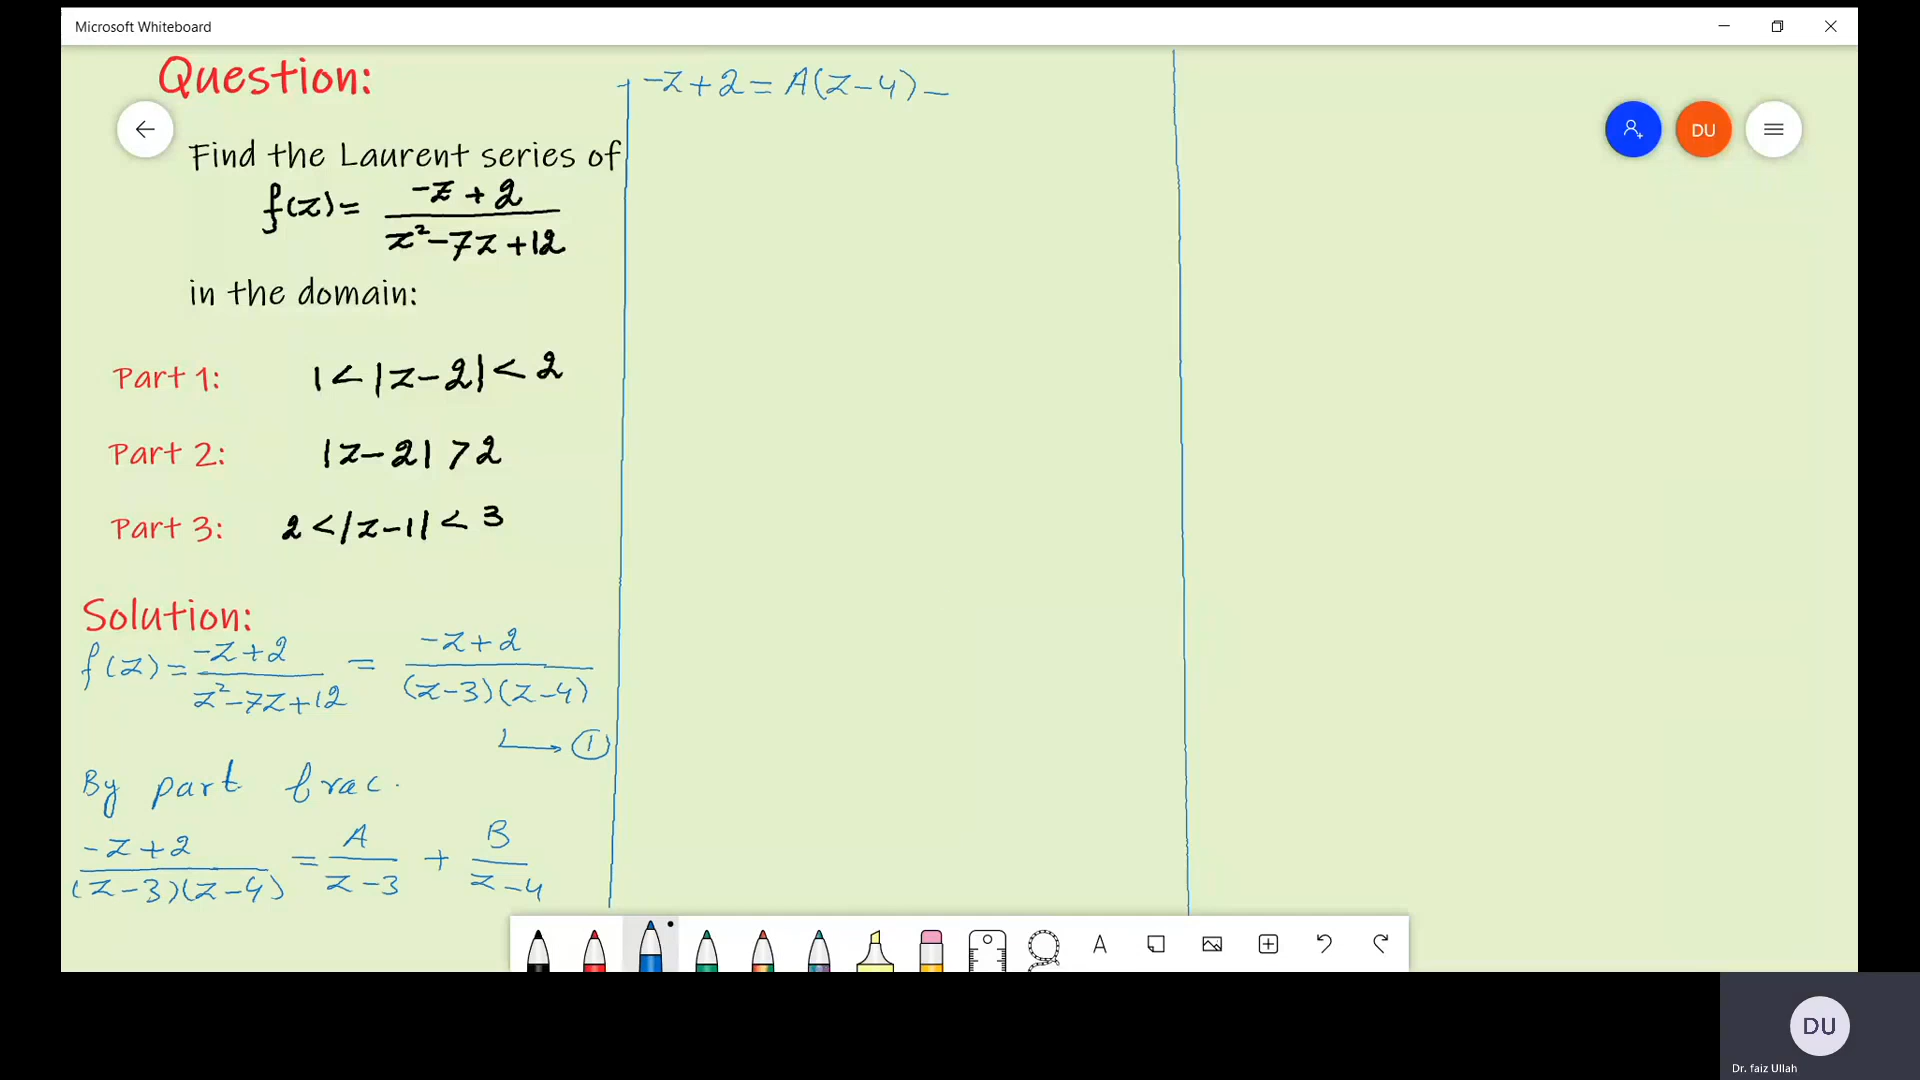 Microsoft Whiteboard
Question:
Find the Laurent series of
f(z) = (-z + 2)/(z² - 7z + 12)
in the domain:
Part 1: 1 < |z - 2| < 2
Part 2: |z - 2| > 2
Part 3: 2 < |z - 1| < 3
Solution:
f(z) = (-z + 2)/(z² - 7z + 12) = (-z + 2)/((z - 3)(z - 4))
→ ①
By part frac.
(-z + 2)/((z - 3)(z - 4)) = A/(z - 3) + B/(z - 4)
-z + 2 = A(z - 4) -
DU
A
DU
Dr. faiz Ullah